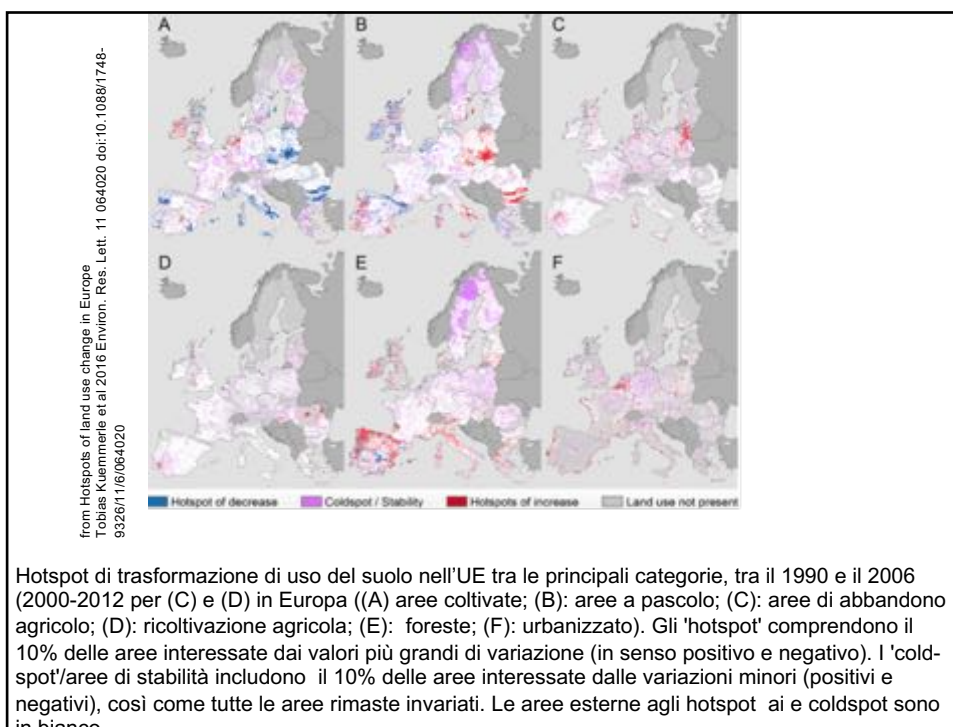 from Hotspots of land use change in Europe
Tobias Kuemmerle et al 2016 Environ. Res. Lett. 11 064020 doi:10.1088/1748-
9326/11/6/064020
A
B
C
D
E
F
Hotspot of decrease
Coldspot / Stability
Hotspots of increase
Land use not present
Hotspot di trasformazione di uso del suolo nell'UE tra le principali categorie, tra il 1990 e il 2006
(2000-2012 per (C) e (D) in Europa ((A) aree coltivate; (B): aree a pascolo; (C): aree di abbandono
agricolo; (D): ricoltivazione agricola; (E): foreste; (F): urbanizzato). Gli 'hotspot' comprendono il
10% delle aree interessate dai valori più grandi di variazione (in senso positivo e negativo). I 'cold-
spot'/aree di stabilità includono il 10% delle aree interessate dalle variazioni minori (positivi e
negativi), così come tutte le aree rimaste invariati. Le aree esterne agli hotspot ai e coldspot sono
in bianco